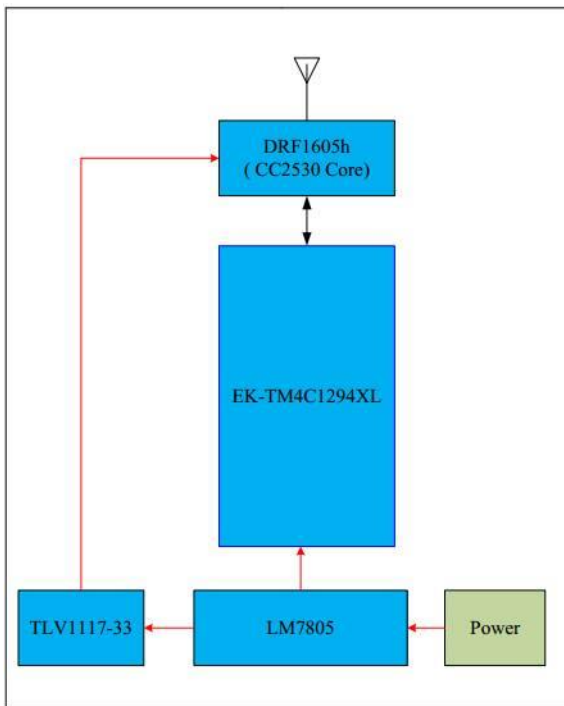 DRF1605h
( CC2530 Core)
EK-TM4C1294XL
TLV1117-33
LM7805
Power